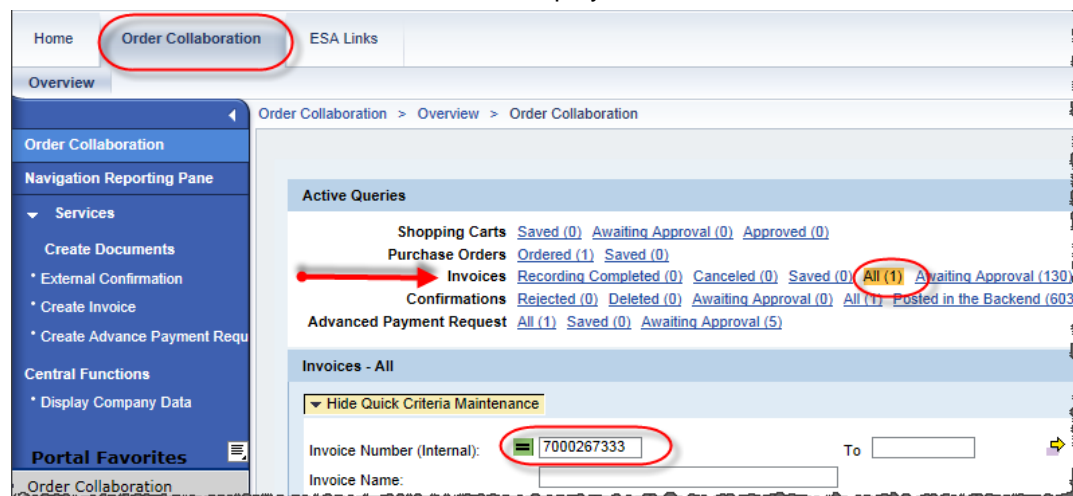 Home Order Collaboration ESA Links
Overview
Order Collaboration > Overview > Order Collaboration
Order Collaboration
Navigation Reporting Pane
Services
Create Documents
External Confirmation
Create Invoice
Create Advance Payment Requ
Central Functions
Display Company Data
Portal Favorites
Order Collaboration
Active Queries
Shopping Carts Saved (0) Awaiting Approval (0) Approved (0)
Purchase Orders Ordered (1) Saved (0)
Invoices Recording Completed (0) Canceled (0) Saved (0) All (1) Awaiting Approval (130)
Confirmations Rejected (0) Deleted (0) Awaiting Approval (0) All (1) Posted in the Backend (603
Advanced Payment Request All (1) Saved (0) Awaiting Approval (5)
Invoices - All
Hide Quick Criteria Maintenance
Invoice Number (Internal): = 7000267333 To
Invoice Name: